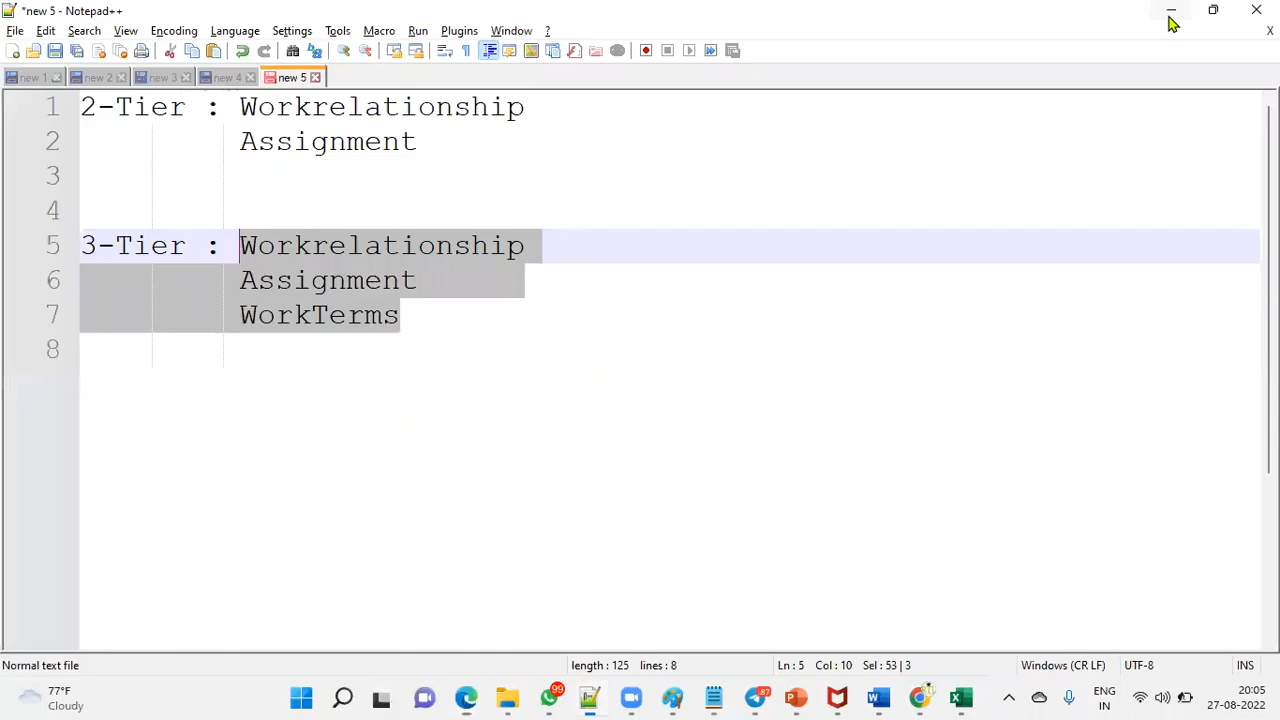 *new 5 - Notepad++
File Edit Search View Encoding Language Settings Tools Macro Run Plugins Window ? X
new 1 new 2 new 3 new 4 new 5
1 2-Tier : Workrelationship
2 Assignment
3
4
5 3-Tier : Workrelationship
6 Assignment
7 WorkTerms
8
Normal text file length : 125 lines : 8 Ln : 5 Col : 10 Sel : 53 | 3 Windows (CR LF) UTF-8 INS
77°F
Cloudy
99
87
ENG
IN
20:05
27-08-2022